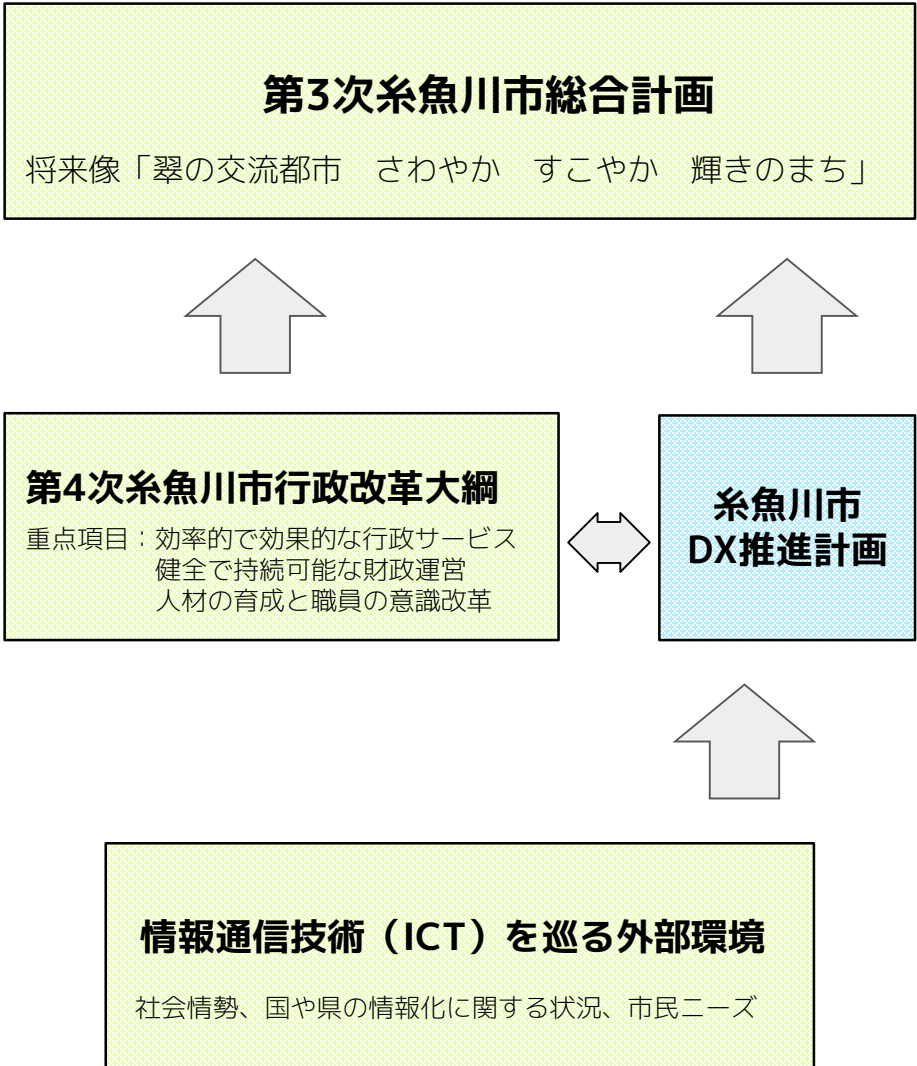 第3次糸魚川市総合計画
将来像「翠の交流都市　さわやか　すこやか　輝きのまち」
第4次糸魚川市行政改革大綱
重点項目：効率的で効果的な行政サービス
健全で持続可能な財政運営
人材の育成と職員の意識改革
糸魚川市
DX推進計画
情報通信技術（ICT）を巡る外部環境
社会情勢、国や県の情報化に関する状況、市民ニーズ